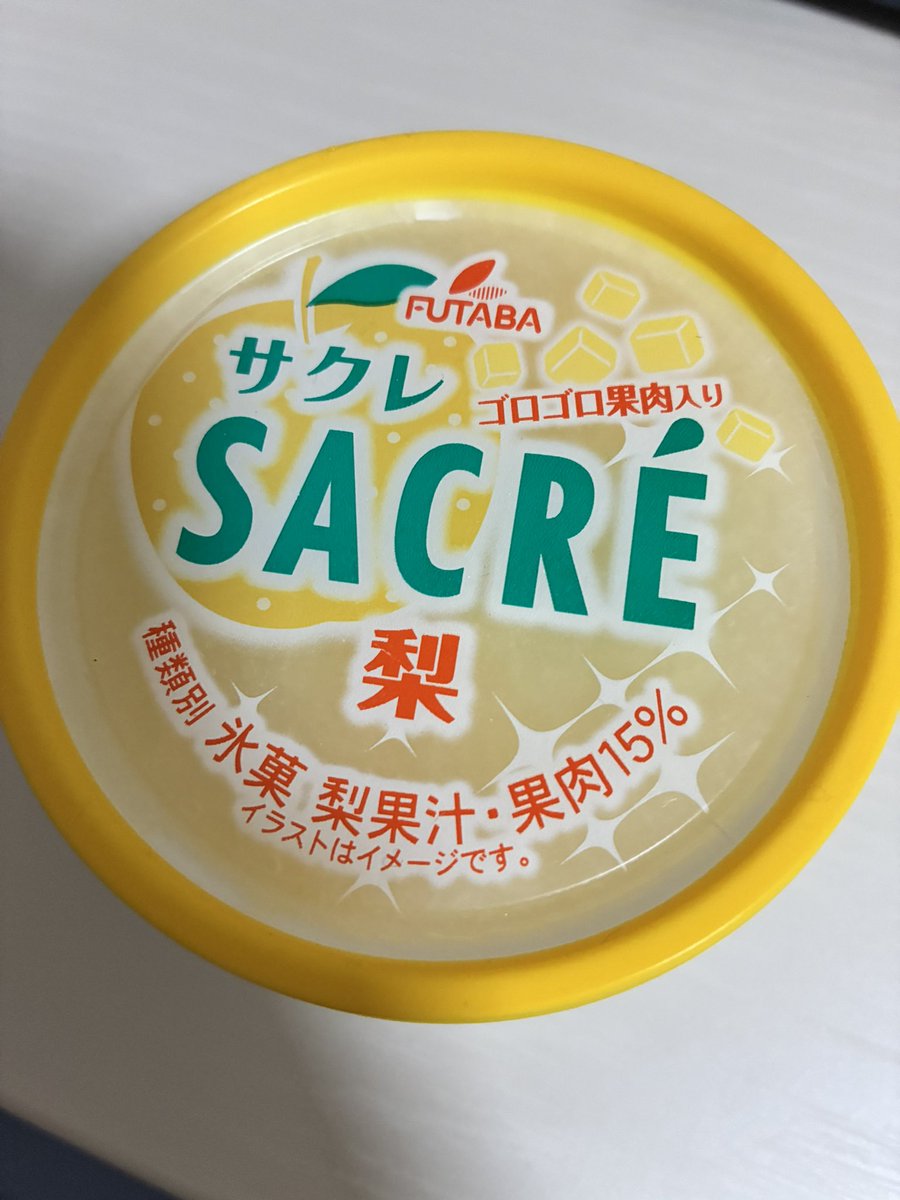 FUTABA
サクレ
ゴロゴロ果肉入り
SACRÉ
梨
種類別 氷菓 梨果汁・果肉15%
イラストはイメージです。